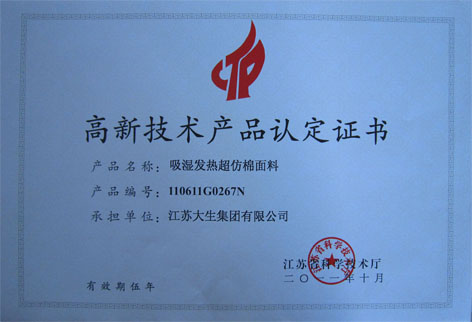 CTP
高新技术产品认定证书
产品名称：吸湿发热超仿棉面料
产品编号：110611G0267N
承担单位：江苏大生集团有限公司
江苏省科学技术厅
二〇一一年十月
有效期伍年